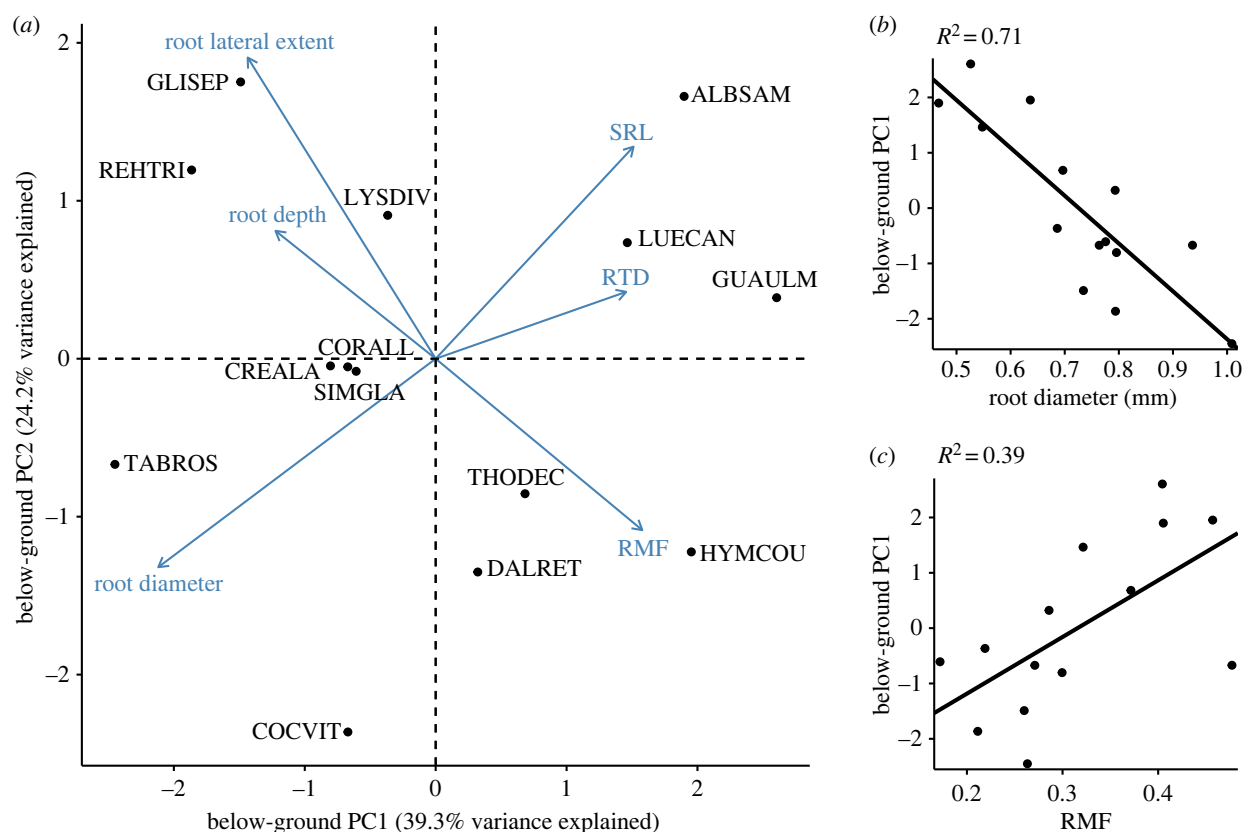 (a)
below-ground PC2 (24.2% variance explained)
2
1
0
–1
–2
root lateral extent
GLISEP
ALBSAM
SRL
REHTRI
LYSDIV
root depth
LUECAN
RTD
GUAULM
CORALL
CREALA
SIMGLA
TABROS
THODEC
RMF
HYMCOU
DALRET
root diameter
COCVIT
–2 –1 0 1 2
below-ground PC1 (39.3% variance explained)
(b)
R² = 0.71
below-ground PC1
2
1
0
–1
–2
0.5 0.6 0.7 0.8 0.9 1.0
root diameter (mm)
(c)
R² = 0.39
below-ground PC1
2
1
0
–1
–2
0.2 0.3 0.4
RMF